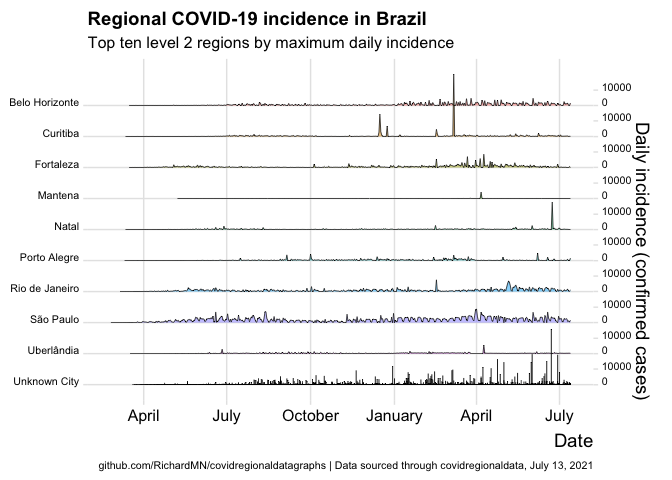 Regional COVID-19 incidence in Brazil
Top ten level 2 regions by maximum daily incidence
Belo Horizonte
10000
0
Curitiba
10000
0
Fortaleza
10000
0
Mantena
10000
0
Natal
10000
0
Porto Alegre
10000
0
Rio de Janeiro
10000
0
São Paulo
10000
0
Uberlândia
10000
0
Unknown City
10000
0
Daily incidence (confirmed cases)
April July October January April July
Date
github.com/RichardMN/covidregionaldatagraphs | Data sourced through covidregionaldata, July 13, 2021